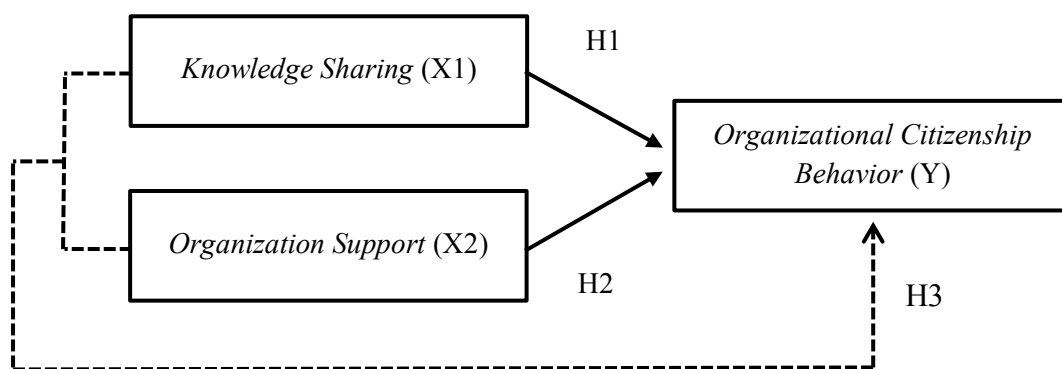 H1
Knowledge Sharing (X1)
Organizational Citizenship
Behavior (Y)
Organization Support (X2)
H2
H3